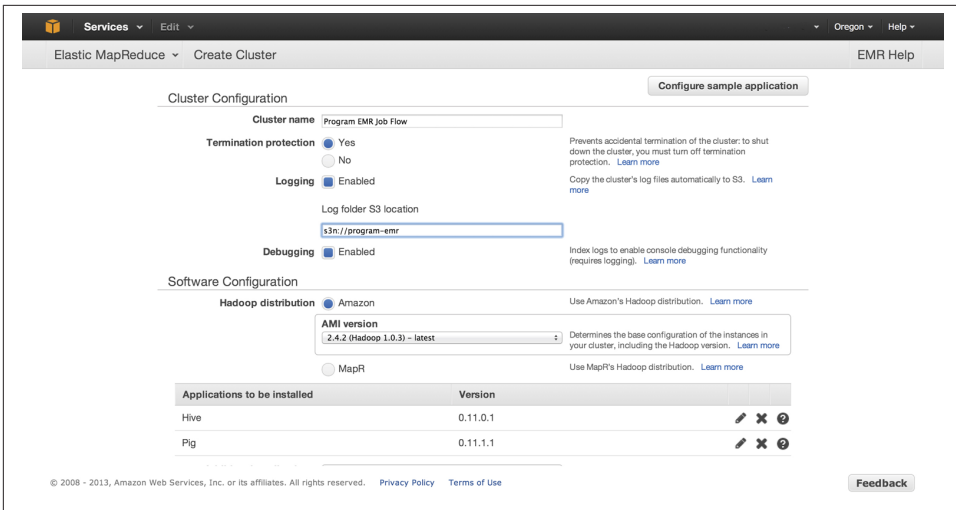 Services Edit Oregon Help
Elastic MapReduce Create Cluster EMR Help
Configure sample application
Cluster Configuration
Cluster name Program EMR Job Flow
Termination protection Yes
No
Prevents accidental termination of the cluster: to shut
down the cluster, you must turn off termination
protection. Learn more
Logging Enabled
Copy the cluster's log files automatically to S3. Learn
more
Log folder S3 location
s3n://program-emr
Debugging Enabled
Index logs to enable console debugging functionality
(requires logging). Learn more
Software Configuration
Hadoop distribution Amazon
Use Amazon's Hadoop distribution. Learn more
AMI version
2.4.2 (Hadoop 1.0.3) - latest
Determines the base configuration of the instances in
your cluster, including the Hadoop version. Learn more
MapR
Use MapR's Hadoop distribution. Learn more
Applications to be installed Version
Hive 0.11.0.1
Pig 0.11.1.1
© 2008 - 2013, Amazon Web Services, Inc. or its affiliates. All rights reserved. Privacy Policy Terms of Use
Feedback